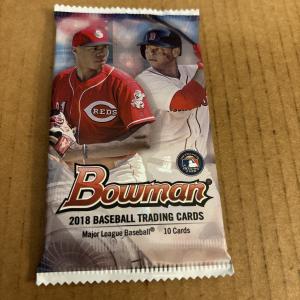 REDS
Bowman
2018 BASEBALL TRADING CARDS
Major League Baseball® 10 Cards